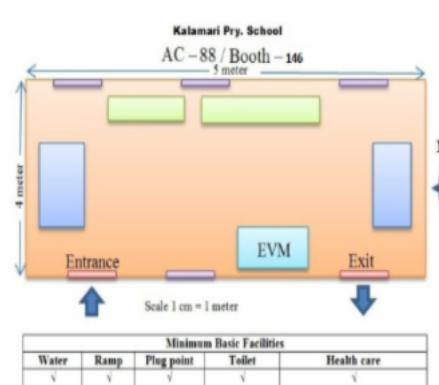 Kalamari Pry. School
AC – 88 / Booth – 146
5 meter
4 meter
EVM
Entrance
Exit
Scale 1 cm = 1 meter
Minimum Basic Facilities
Water Ramp Plug point Toilet Health care
√ √ √ √ √